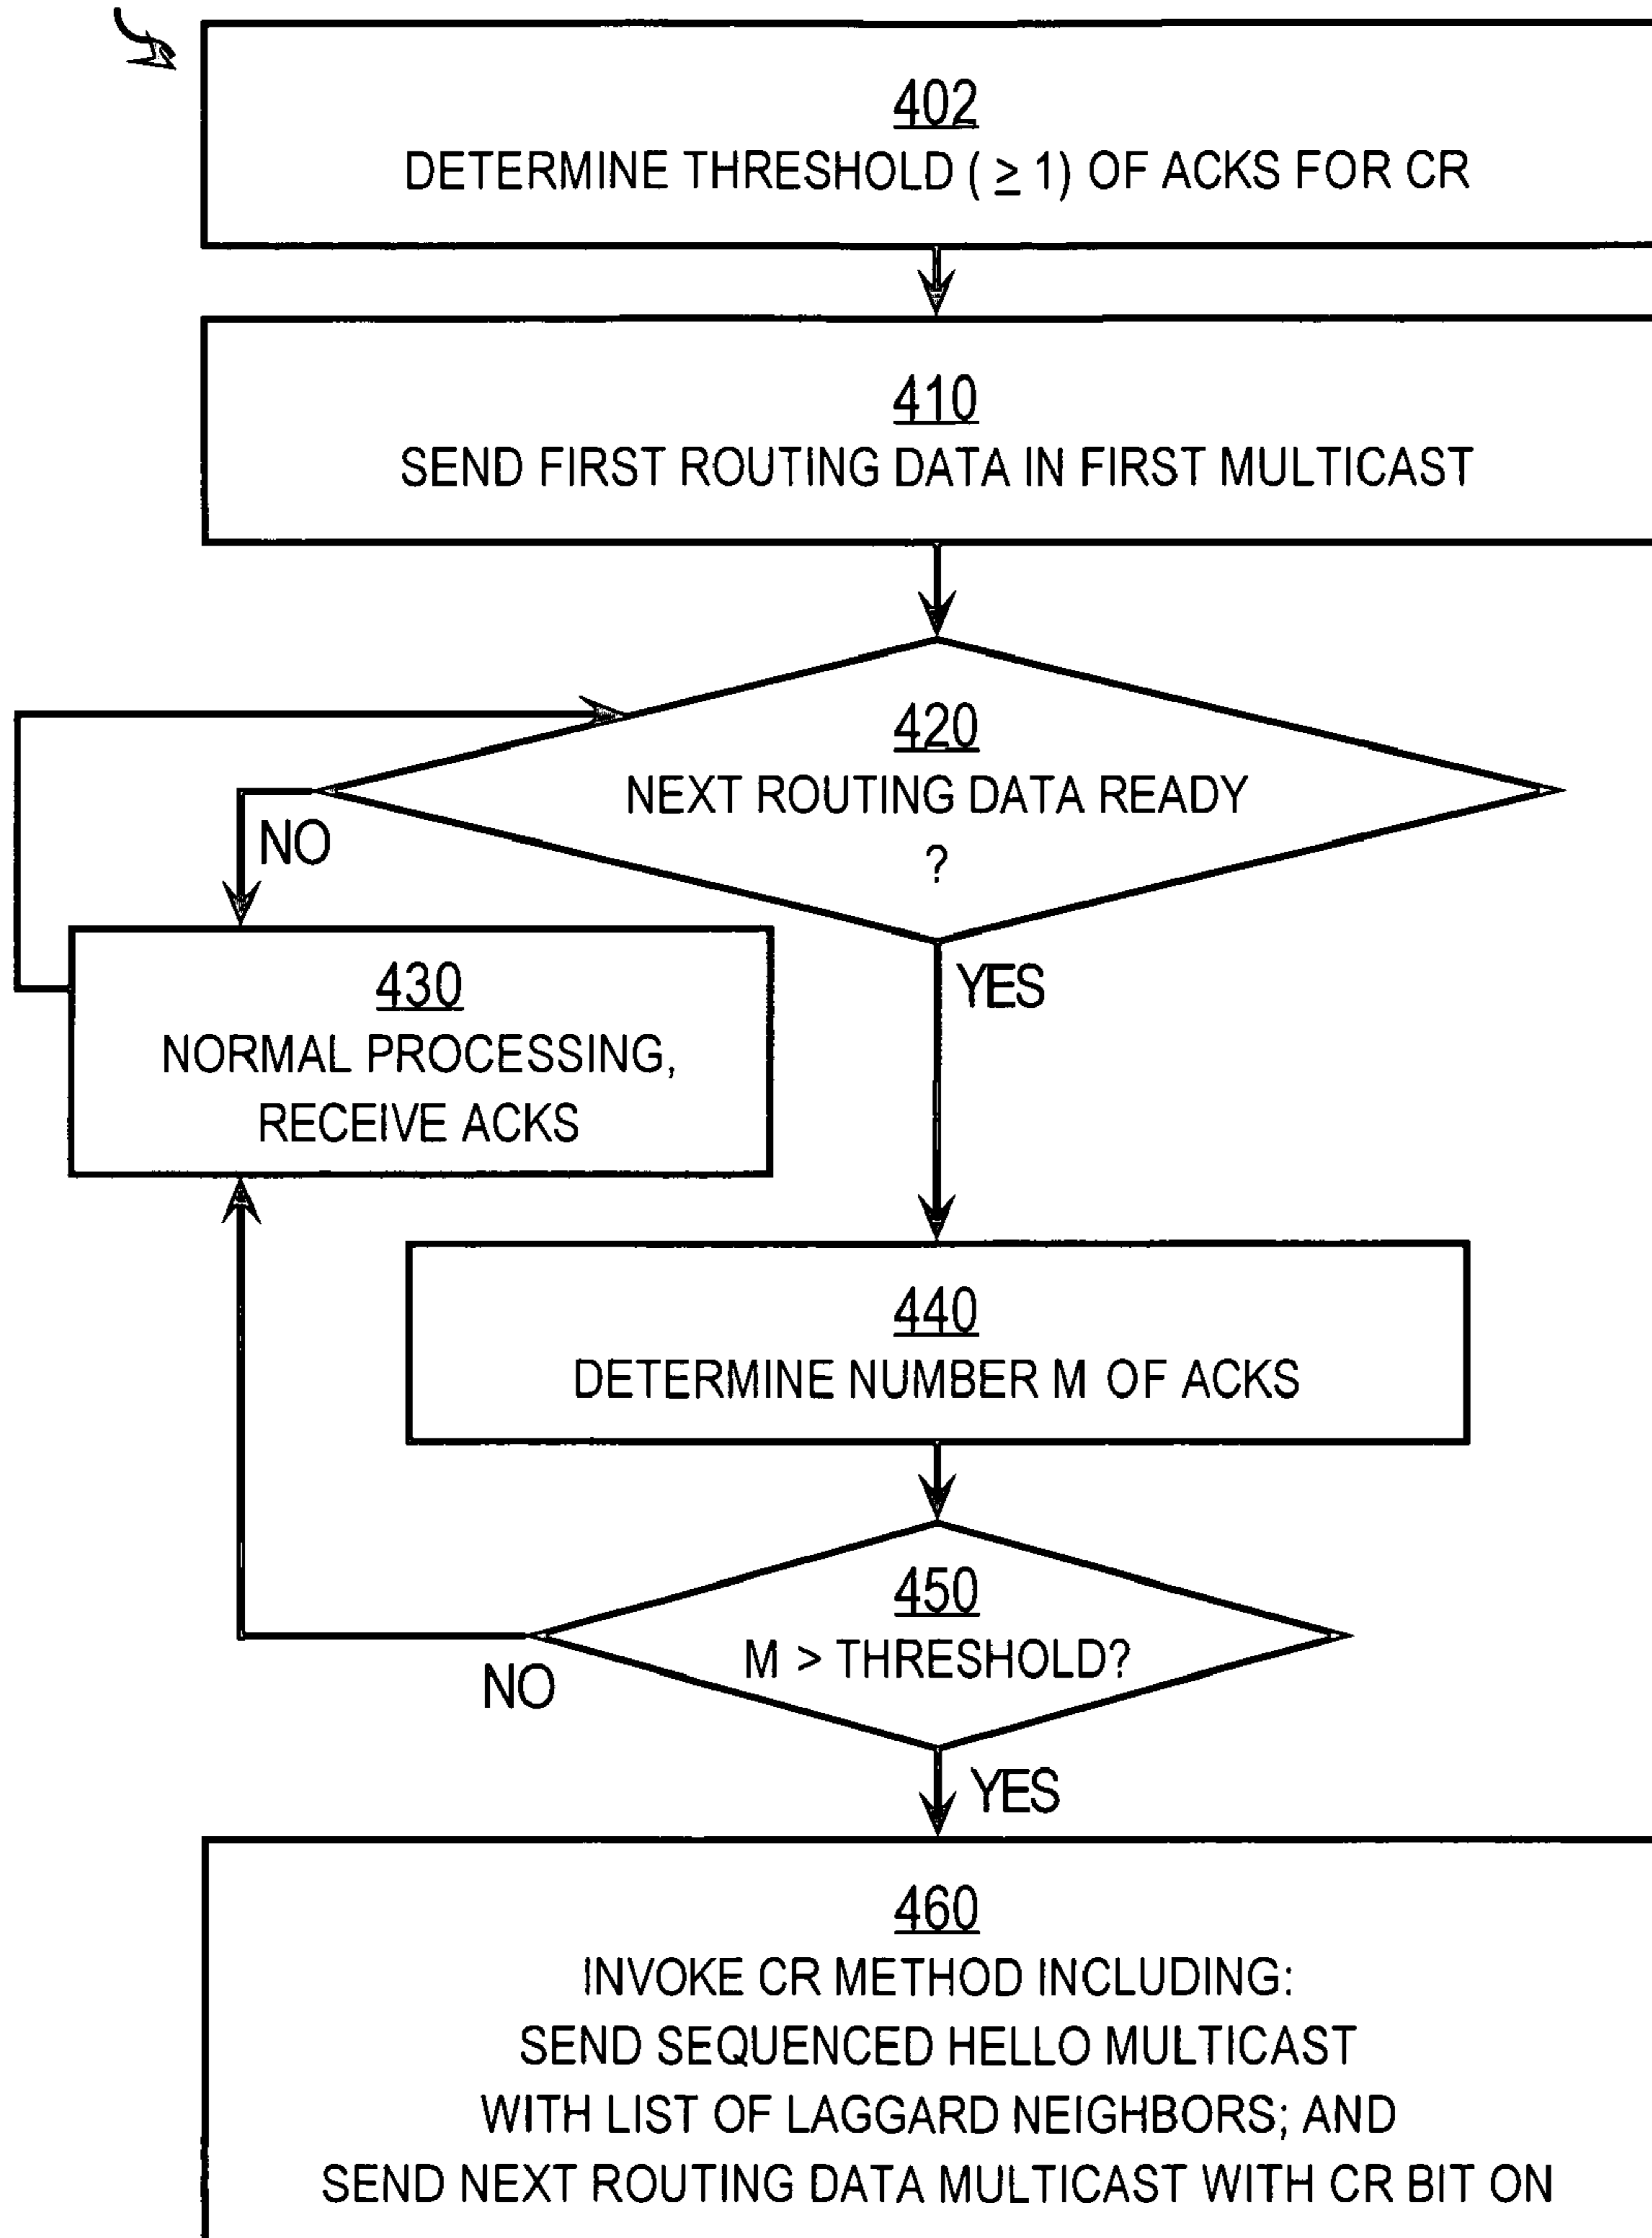 402
DETERMINE THRESHOLD ( ≥ 1) OF ACKS FOR CR
410
SEND FIRST ROUTING DATA IN FIRST MULTICAST
420
NEXT ROUTING DATA READY
?
NO
YES
430
NORMAL PROCESSING,
RECEIVE ACKS
440
DETERMINE NUMBER M OF ACKS
450
M > THRESHOLD?
NO
YES
460
INVOKE CR METHOD INCLUDING:
SEND SEQUENCED HELLO MULTICAST
WITH LIST OF LAGGARD NEIGHBORS; AND
SEND NEXT ROUTING DATA MULTICAST WITH CR BIT ON